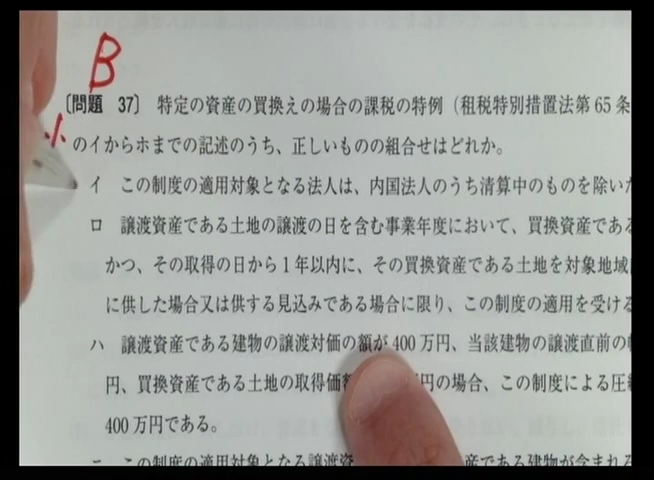 B
〔問題 37〕 特定の資産の買換えの場合の課税の特例（租税特別措置法第65条
小
のイからホまでの記述のうち、正しいものの組合せはどれか。
イ この制度の適用対象となる法人は、内国法人のうち清算中のものを除い
ロ 譲渡資産である土地の譲渡の日を含む事業年度において、買換資産である
かつ、その取得の日から1年以内に、その買換資産である土地を対象地域
に供した場合又は供する見込みである場合に限り、この制度の適用を受ける
ハ 譲渡資産である建物の譲渡対価の額が400万円、当該建物の譲渡直前の
円、買換資産である土地の取得価 万円の場合、この制度による圧
400万円である。
ニ この制度の適用対象となる譲渡資 産である建物が含まれる